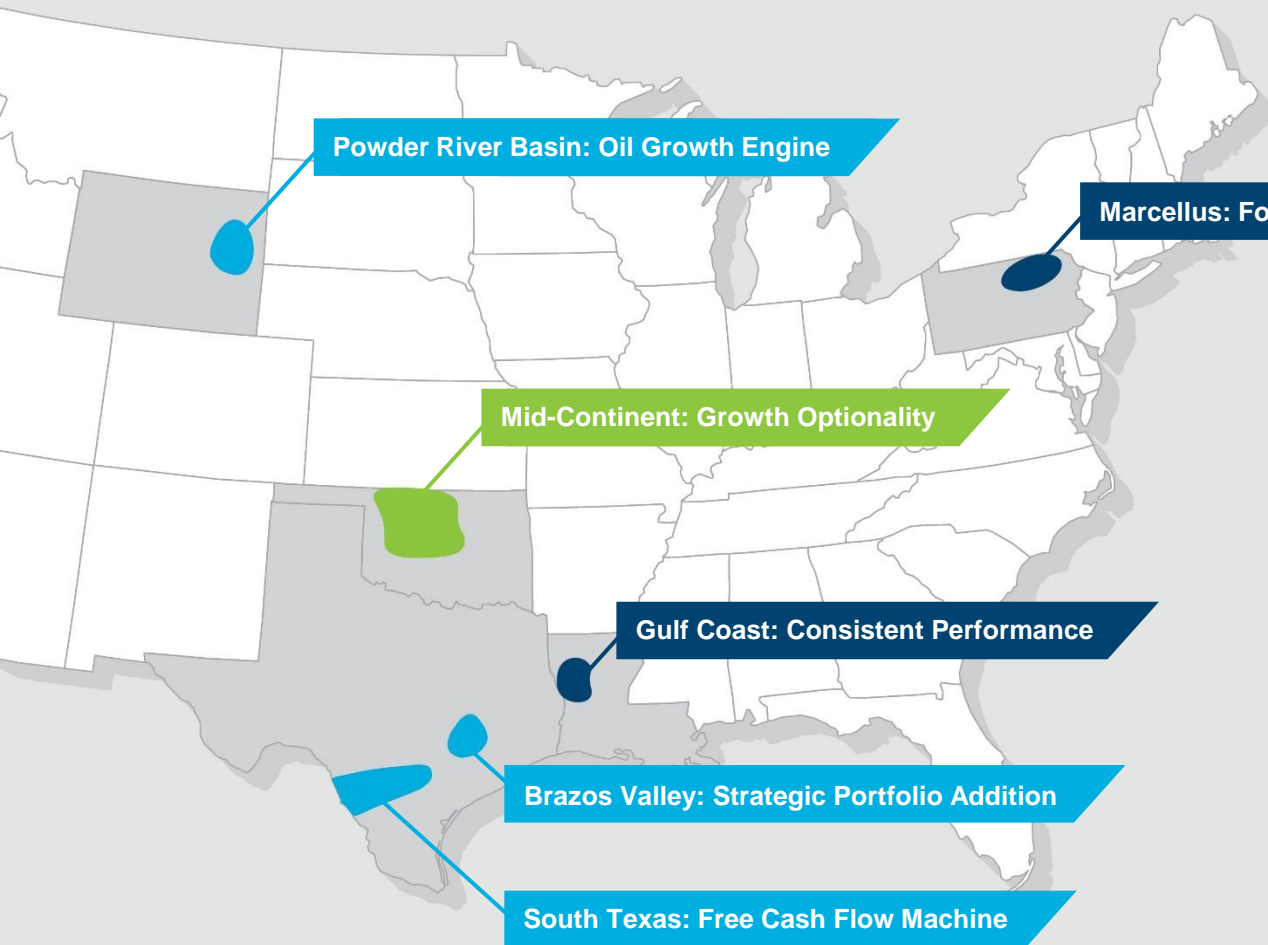 Powder River Basin: Oil Growth Engine
Marcellus: Fo
Mid-Continent: Growth Optionality
Gulf Coast: Consistent Performance
Brazos Valley: Strategic Portfolio Addition
South Texas: Free Cash Flow Machine